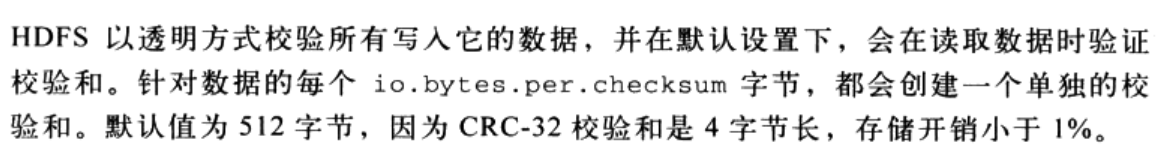 HDFS 以透明方式校验所有写入它的数据，并在默认设置下，会在读取数据时验证
校验和。针对数据的每个 io.bytes.per.checksum 字节，都会创建一个单独的校
验和。默认值为 512 字节，因为 CRC-32 校验和是 4 字节长，存储开销小于 1%。